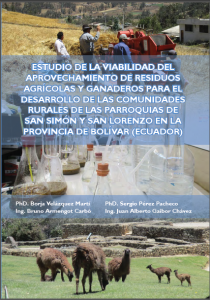 ESTUDIO DE LA VIABILIDAD DEL
APROVECHAMIENTO DE RESIDUOS
AGRICOLAS Y GANADEROS PARA EL
DESARROLLO DE LAS COMUNIDADES
RURALES DE LAS PARROQUIAS DE
SAN SIMÓN Y SAN LORENZO EN LA
PROVINCIA DE BOLIVAR (ECUADOR)
PhD. Borja Velázquez Martí PhD. Sergio Pérez Pacheco
Ing. Bruno Armengot Carbó Ing. Juan Alberto Gaibor Chávez